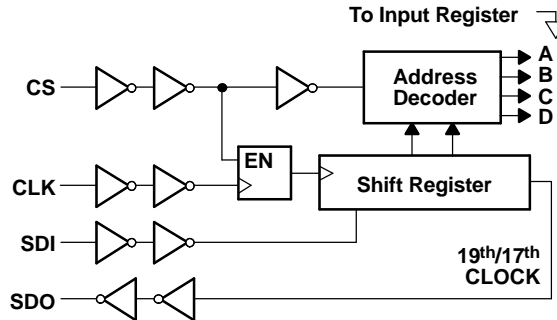 To Input Register
A
B
C
D
Address
Decoder
CS
EN
CLK
Shift Register
SDI
19th/17th
CLOCK
SDO